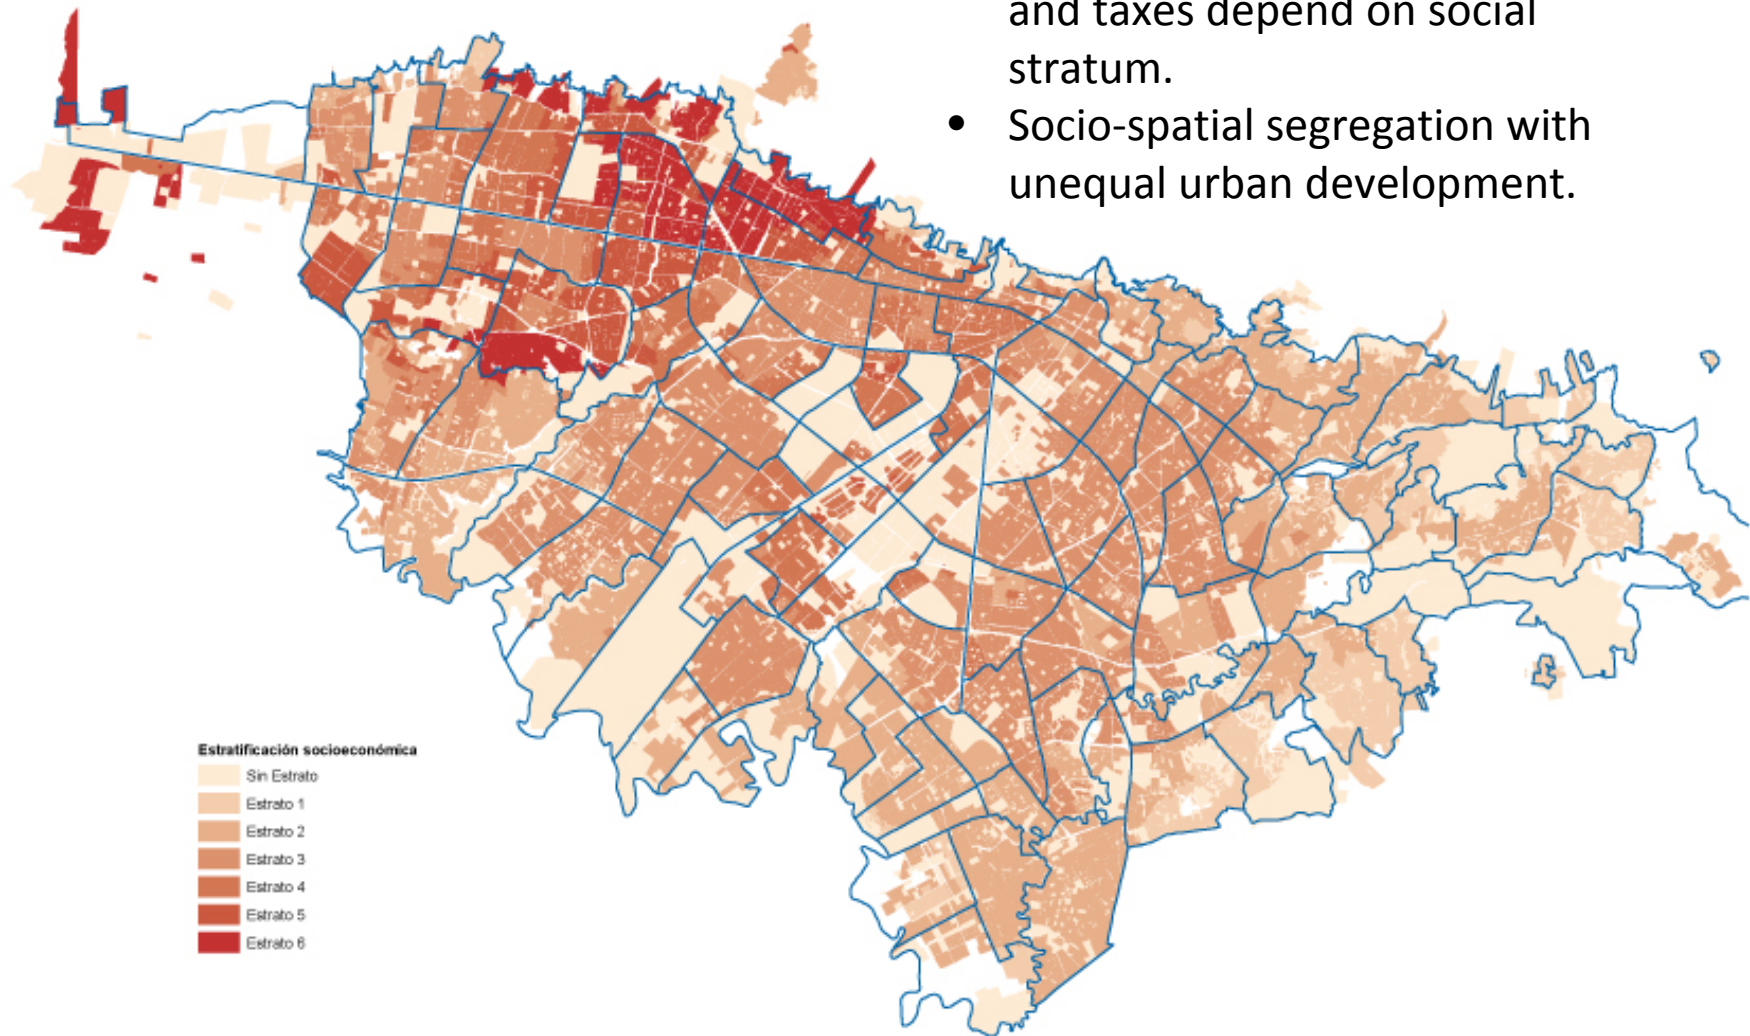 and taxes depend on social
stratum.
• Socio-spatial segregation with
unequal urban development.
Estratificación socioeconómica
Sin Estrato
Estrato 1
Estrato 2
Estrato 3
Estrato 4
Estrato 5
Estrato 6